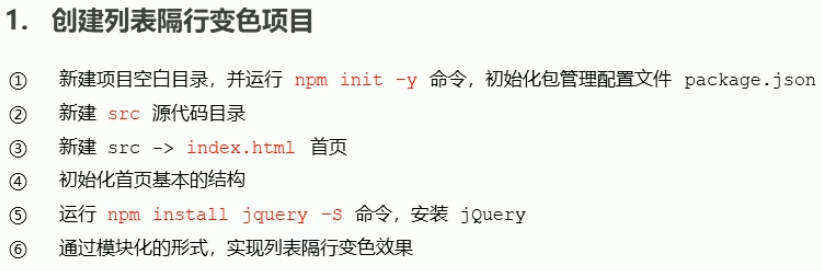 1. 创建列表隔行变色项目
① 新建项目空白目录，并运行 npm init -y 命令，初始化包管理配置文件 package.json
② 新建 src 源代码目录
③ 新建 src -> index.html 首页
④ 初始化首页基本的结构
⑤ 运行 npm install jquery -S 命令，安装 jQuery
⑥ 通过模块化的形式，实现列表隔行变色效果